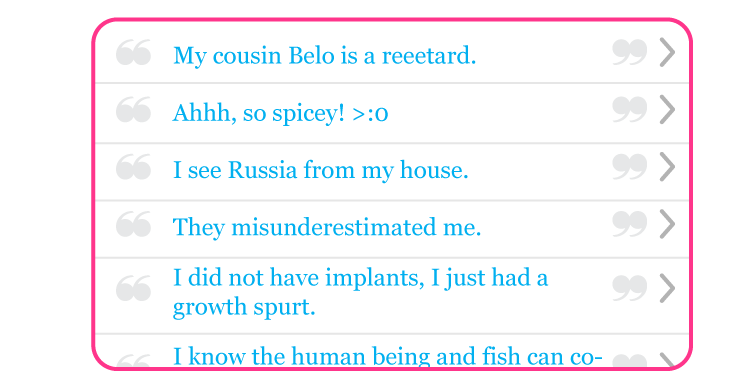 My cousin Belo is a reeetard.
Ahhh, so spicey! >:0
I see Russia from my house.
They misunderestimated me.
I did not have implants, I just had a
growth spurt.
I know the human being and fish can co-